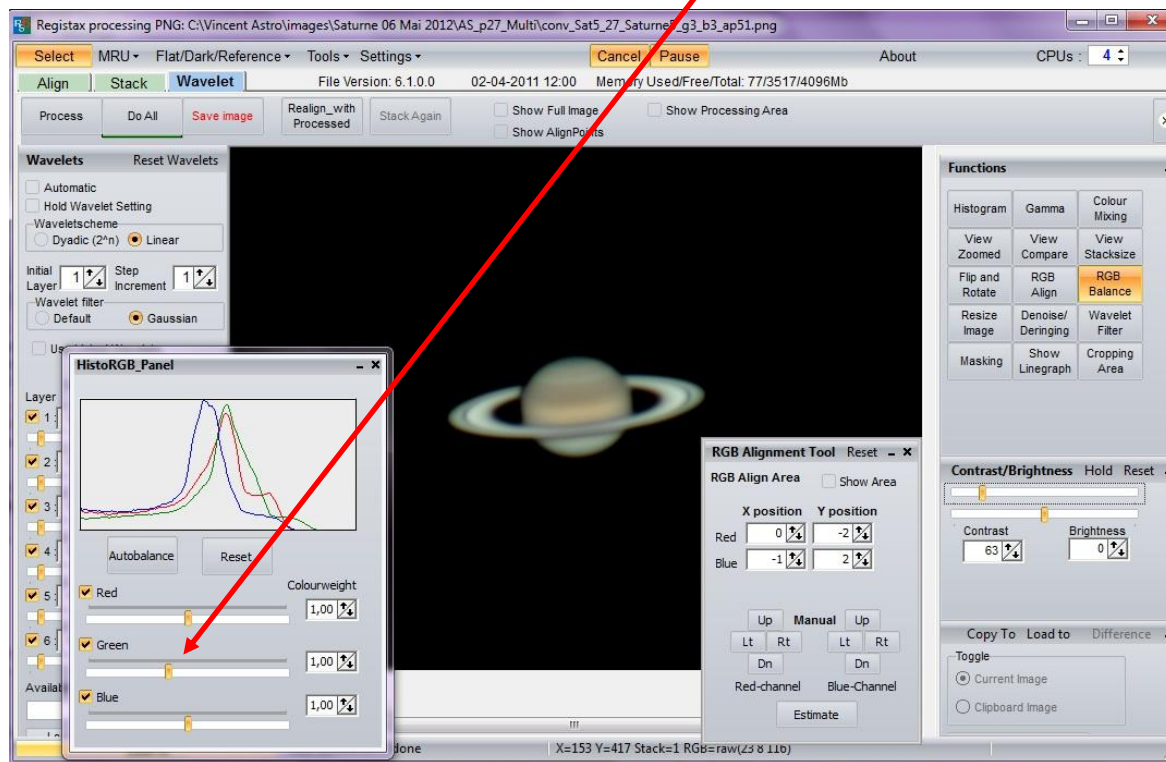 Registax processing PNG: C:\Vincent Astro\images\Saturne 06 Mai 2012\AS_p27_Multi\conv_Sat5_27_Saturne5_g3_b3_ap51.png
Select MRU Flat/Dark/Reference Tools Settings Cancel Pause About CPUs : 4
Align Stack Wavelet File Version: 6.1.0.0 02-04-2011 12:00 Memory Used/Free/Total: 77/3517/4096Mb
Process Do All Save image Realign_with Processed Stack Again
Show Full Image Show Processing Area
Show AlignPoints
Wavelets Reset Wavelets
Automatic
Hold Wavelet Setting
Waveletscheme
Dyadic (2^n) Linear
Initial Layer 1 Step Increment 1
Wavelet filter
Default Gaussian
Layer
1 :
2 :
3 :
4 :
5 :
6 :
HistoRGB_Panel
Autobalance Reset
Colourweight
Red 1,00
Green 1,00
Blue 1,00
RGB Alignment Tool Reset
RGB Align Area Show Area
X position Y position
Red 0 -2
Blue -1 2
Up Manual Up
Lt Rt Lt Rt
Dn Dn
Red-channel Blue-Channel
Estimate
Functions
Histogram Gamma Colour Mixing
View Zoomed View Compare View Stacksize
Flip and Rotate RGB Align RGB Balance
Resize Image Denoise/ Deringing Wavelet Filter
Masking Show Linegraph Cropping Area
Contrast/Brightness Hold Reset
Contrast Brightness
63 0
Copy To Load to Difference
Toggle
Current Image
Clipboard Image
done X=153 Y=417 Stack=1 RGB=raw(23 8 116)